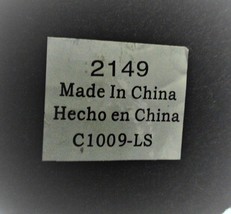 2149
Made In China
Hecho en China
C1009-LS